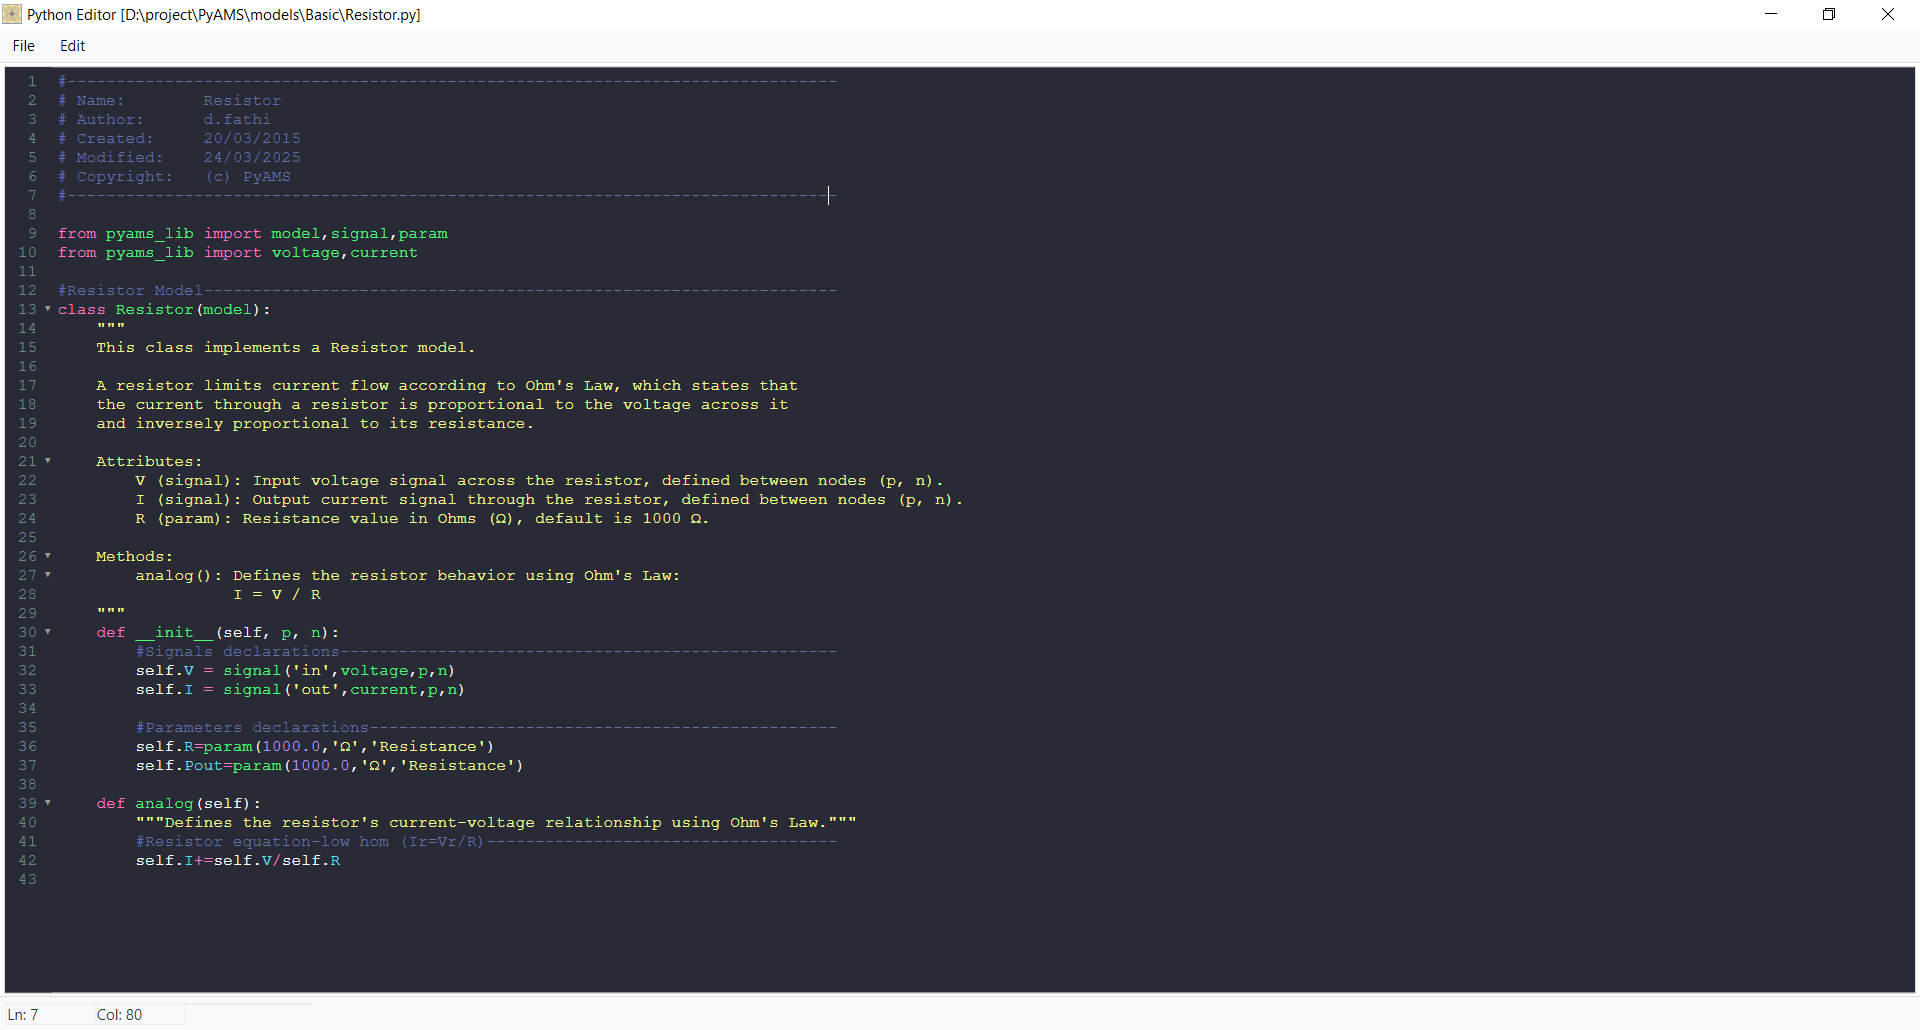 Python Editor [D:\project\PyAMS\models\Basic\Resistor.py]
File Edit
1 #-------------------------------------------------------------------------------
2 # Name:        Resistor
3 # Author:      d.fathi
4 # Created:     20/03/2015
5 # Modified:    24/03/2025
6 # Copyright:   (c) PyAMS
7 #-------------------------------------------------------------------------------
8
9 from pyams_lib import model,signal,param
10 from pyams_lib import voltage,current
11
12 #Resistor Model-----------------------------------------------------------------
13 class Resistor(model):
14     """
15     This class implements a Resistor model.
16
17     A resistor limits current flow according to Ohm's Law, which states that
18     the current through a resistor is proportional to the voltage across it
19     and inversely proportional to its resistance.
20
21     Attributes:
22         V (signal): Input voltage signal across the resistor, defined between nodes (p, n).
23         I (signal): Output current signal through the resistor, defined between nodes (p, n).
24         R (param): Resistance value in Ohms (Ω), default is 1000 Ω.
25
26     Methods:
27         analog(): Defines the resistor behavior using Ohm's Law:
28                   I = V / R
29     """
30     def __init__(self, p, n):
31         #Signals declarations---------------------------------------------------
32         self.V = signal('in',voltage,p,n)
33         self.I = signal('out',current,p,n)
34
35         #Parameters declarations------------------------------------------------
36         self.R=param(1000.0,'Ω','Resistance')
37         self.Pout=param(1000.0,'Ω','Resistance')
38
39     def analog(self):
40         """Defines the resistor's current-voltage relationship using Ohm's Law."""
41         #Resistor equation-low hom (Ir=Vr/R)------------------------------------
42         self.I+=self.V/self.R
43
Ln: 7 Col: 80